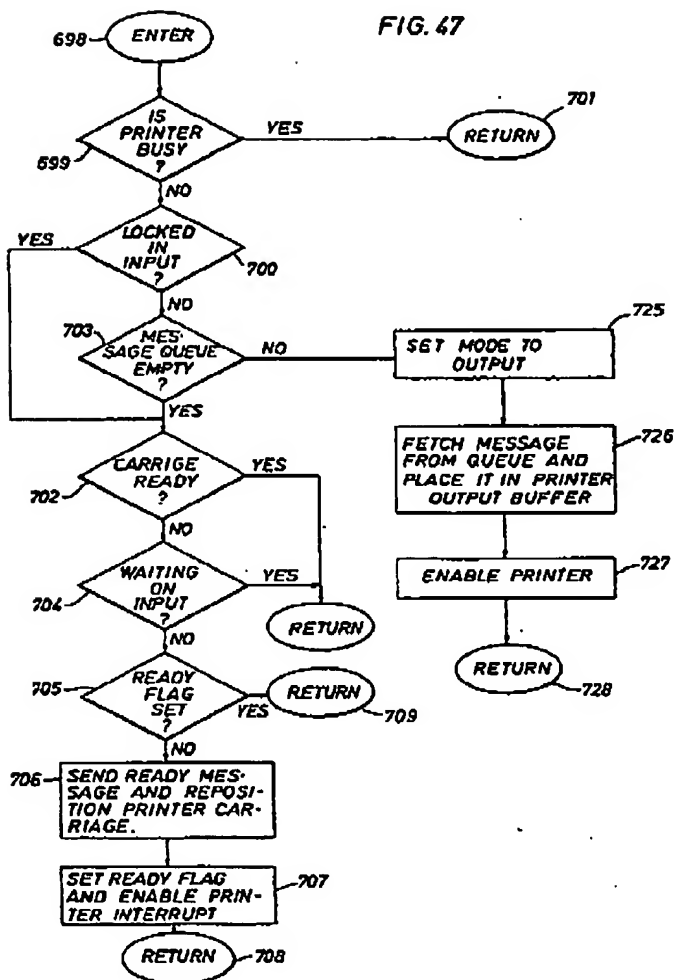 FIG. 47
698
ENTER
IS
PRINTER
BUSY
?
699
YES
NO
701
RETURN
LOCKED
IN
INPUT
?
700
YES
NO
703
MES-
SAGE QUEUE
EMPTY
?
NO
YES
725
SET MODE TO
OUTPUT
FETCH MESSAGE
FROM QUEUE AND
PLACE IT IN PRINTER
OUTPUT BUFFER
726
ENABLE PRINTER
727
RETURN
728
CARRIGE
READY
?
702
YES
NO
WAITING
ON
INPUT
?
704
YES
NO
RETURN
705
READY
FLAG
SET
?
YES
NO
RETURN
709
706
SEND READY MES-
SAGE AND REPOSI-
TION PRINTER CAR-
RIAGE.
SET READY FLAG
AND ENABLE PRIN-
TER INTERRUPT
707
RETURN
708